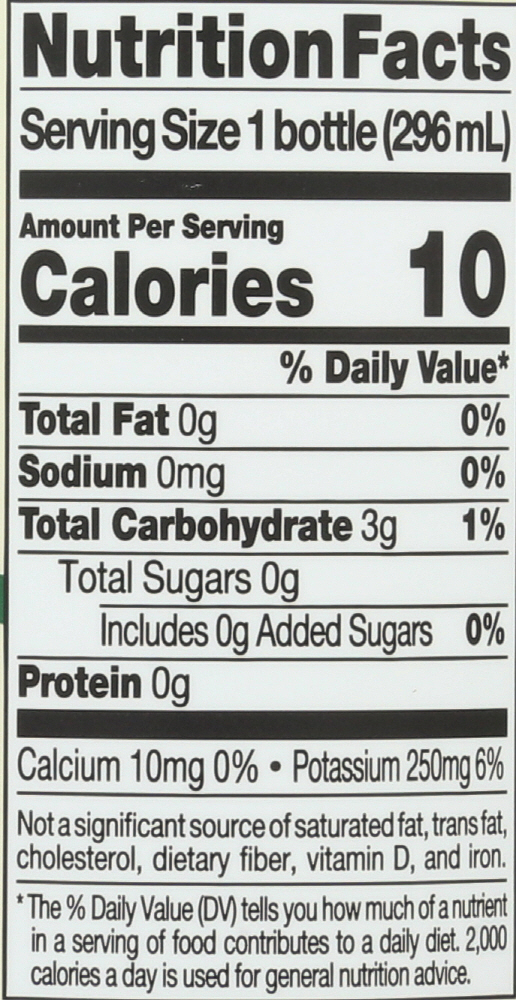 Nutrition Facts
Serving Size 1 bottle (296 mL)
Amount Per Serving
Calories 10
% Daily Value*
Total Fat 0g 0%
Sodium 0mg 0%
Total Carbohydrate 3g 1%
Total Sugars 0g
Includes 0g Added Sugars 0%
Protein 0g
Calcium 10mg 0% • Potassium 250mg 6%
Not a significant source of saturated fat, trans fat,
cholesterol, dietary fiber, vitamin D, and iron.
* The % Daily Value (DV) tells you how much of a nutrient
in a serving of food contributes to a daily diet. 2,000
calories a day is used for general nutrition advice.